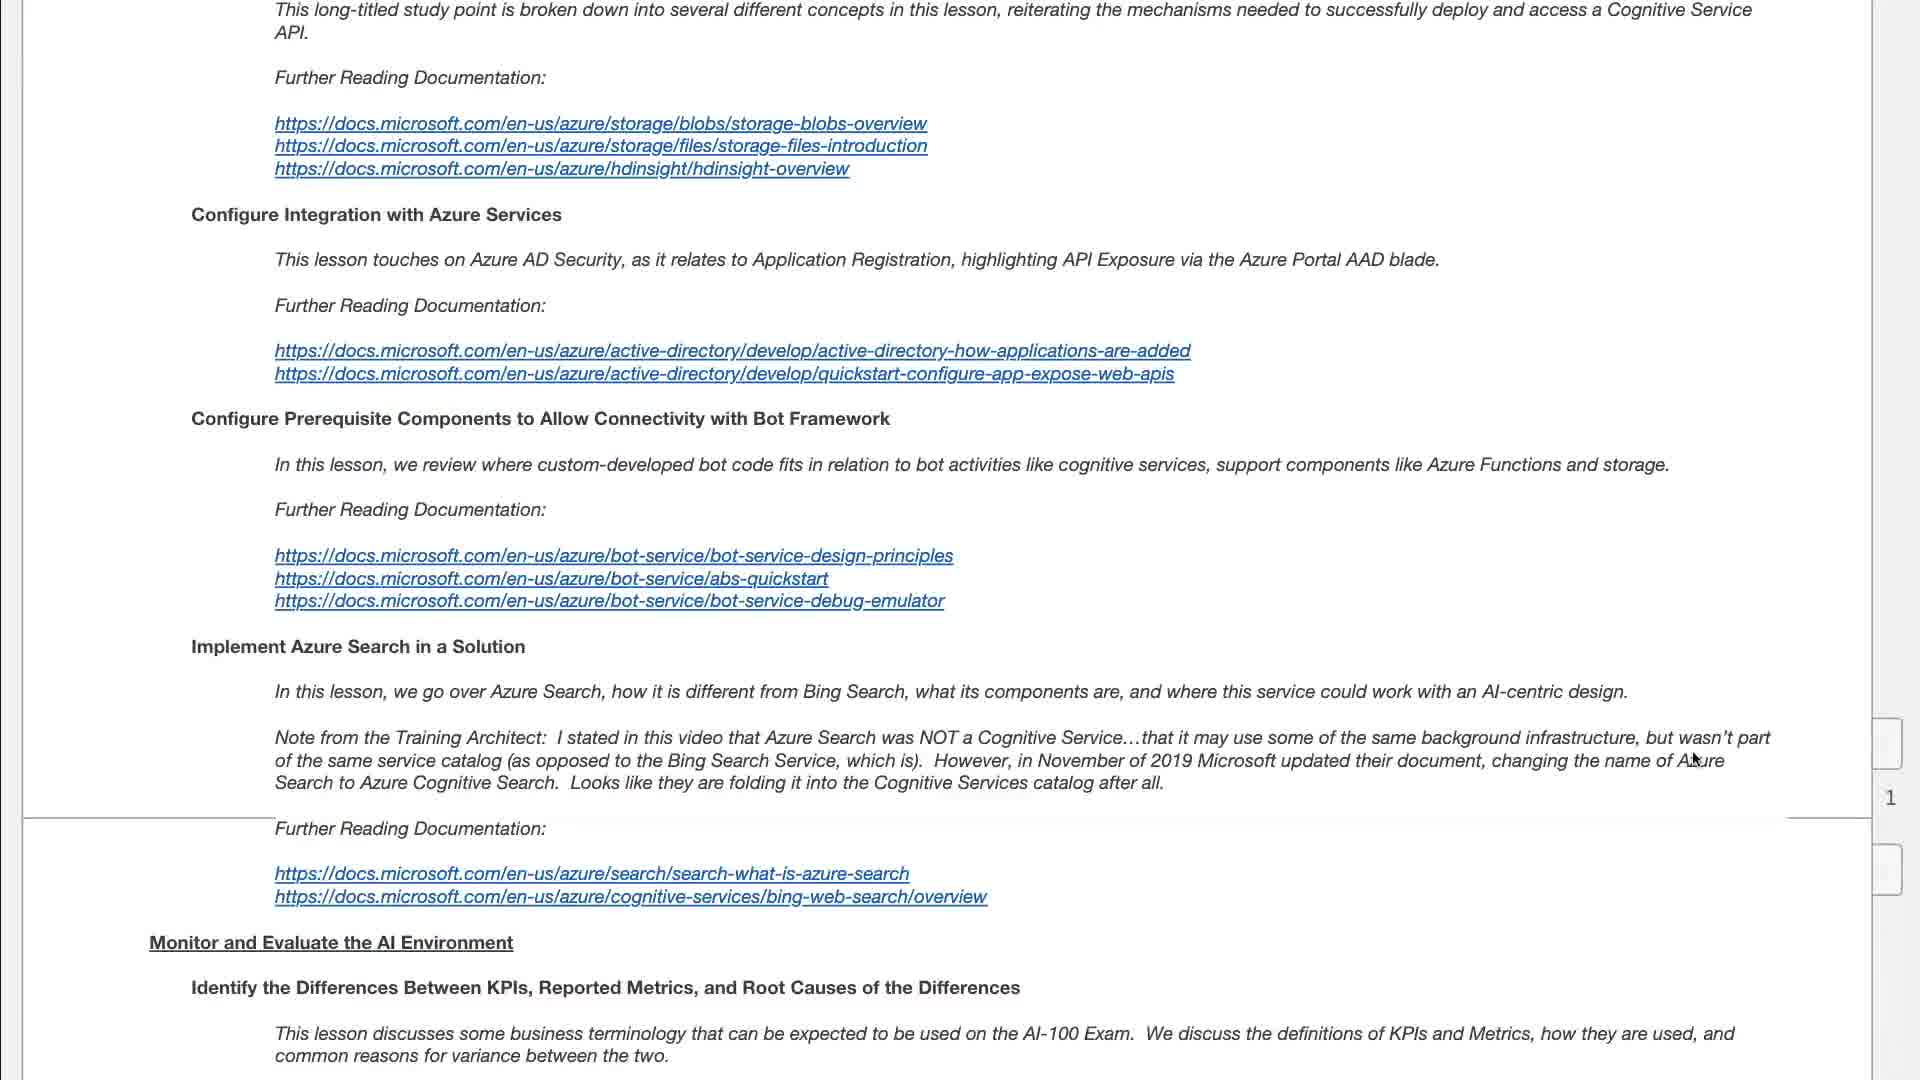 This long-titled study point is broken down into several different concepts in this lesson, reiterating the mechanisms needed to successfully deploy and access a Cognitive Service
API.
Further Reading Documentation:
https://docs.microsoft.com/en-us/azure/storage/blobs/storage-blobs-overview
https://docs.microsoft.com/en-us/azure/storage/files/storage-files-introduction
https://docs.microsoft.com/en-us/azure/hdinsight/hdinsight-overview
Configure Integration with Azure Services
This lesson touches on Azure AD Security, as it relates to Application Registration, highlighting API Exposure via the Azure Portal AAD blade.
Further Reading Documentation:
https://docs.microsoft.com/en-us/azure/active-directory/develop/active-directory-how-applications-are-added
https://docs.microsoft.com/en-us/azure/active-directory/develop/quickstart-configure-app-expose-web-apis
Configure Prerequisite Components to Allow Connectivity with Bot Framework
In this lesson, we review where custom-developed bot code fits in relation to bot activities like cognitive services, support components like Azure Functions and storage.
Further Reading Documentation:
https://docs.microsoft.com/en-us/azure/bot-service/bot-service-design-principles
https://docs.microsoft.com/en-us/azure/bot-service/abs-quickstart
https://docs.microsoft.com/en-us/azure/bot-service/bot-service-debug-emulator
Implement Azure Search in a Solution
In this lesson, we go over Azure Search, how it is different from Bing Search, what its components are, and where this service could work with an AI-centric design.
Note from the Training Architect:  I stated in this video that Azure Search was NOT a Cognitive Service…that it may use some of the same background infrastructure, but wasn’t part
of the same service catalog (as opposed to the Bing Search Service, which is).  However, in November of 2019 Microsoft updated their document, changing the name of Azure
Search to Azure Cognitive Search.  Looks like they are folding it into the Cognitive Services catalog after all.
1
Further Reading Documentation:
https://docs.microsoft.com/en-us/azure/search/search-what-is-azure-search
https://docs.microsoft.com/en-us/azure/cognitive-services/bing-web-search/overview
Monitor and Evaluate the AI Environment
Identify the Differences Between KPIs, Reported Metrics, and Root Causes of the Differences
This lesson discusses some business terminology that can be expected to be used on the AI-100 Exam.  We discuss the definitions of KPIs and Metrics, how they are used, and
common reasons for variance between the two.